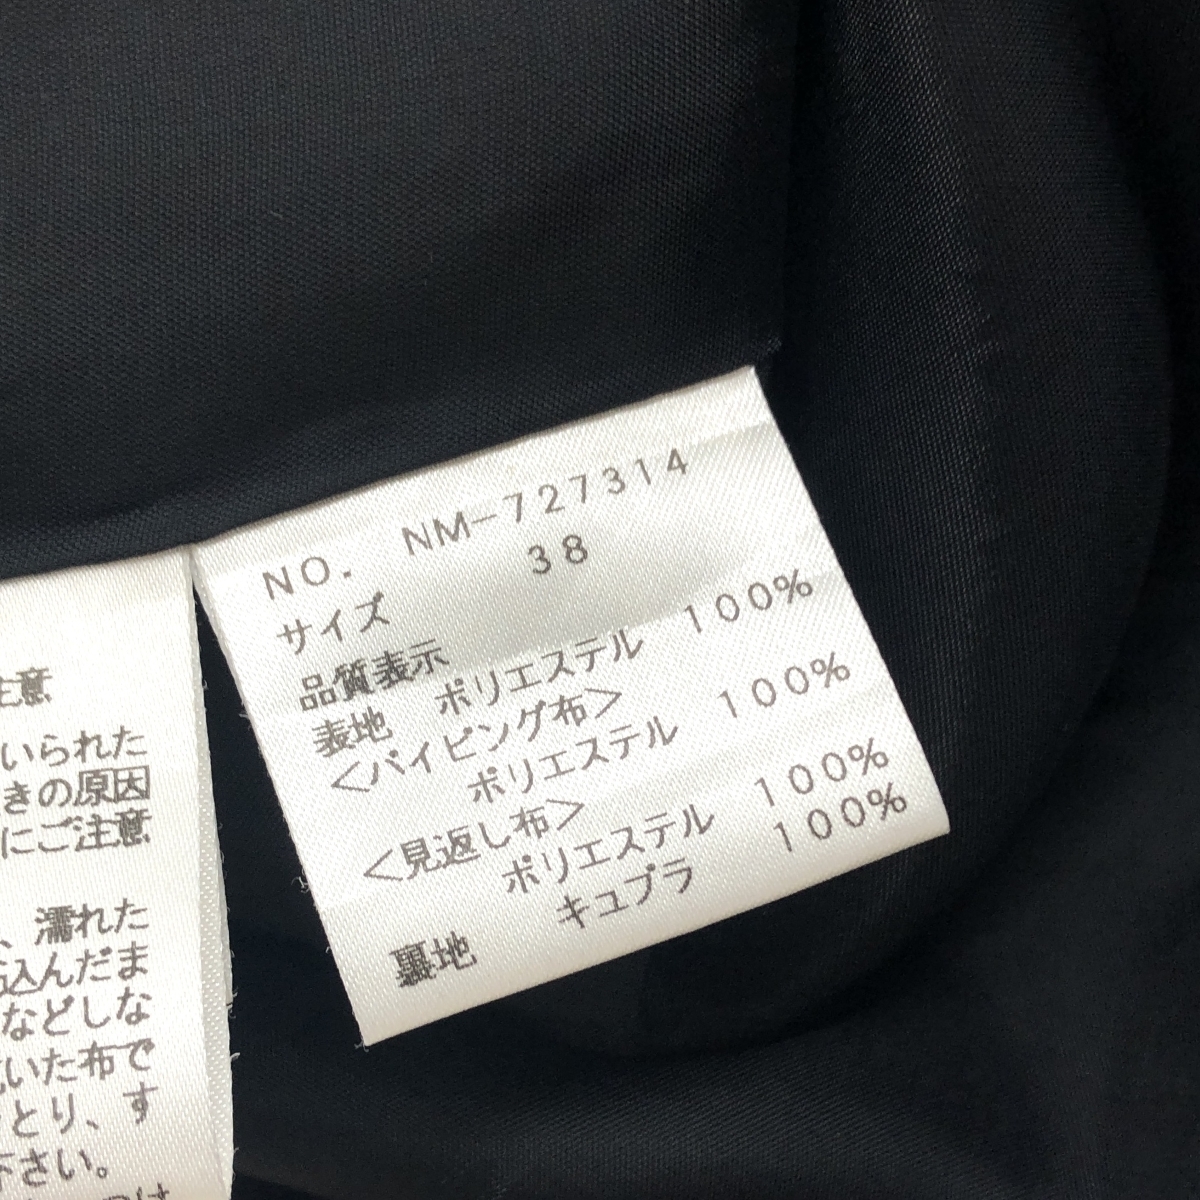 NO. NM-727314
サイズ 38
品質表示
表地 ポリエステル 100%
<パイピング布>
ポリエステル 100%
<見返し布>
ポリエステル 100%
裏地 キュプラ 100%
注意
いられた
きの原因
にご注意
、濡れた
込んだま
などしな
いた布で
とり、す
下さい。